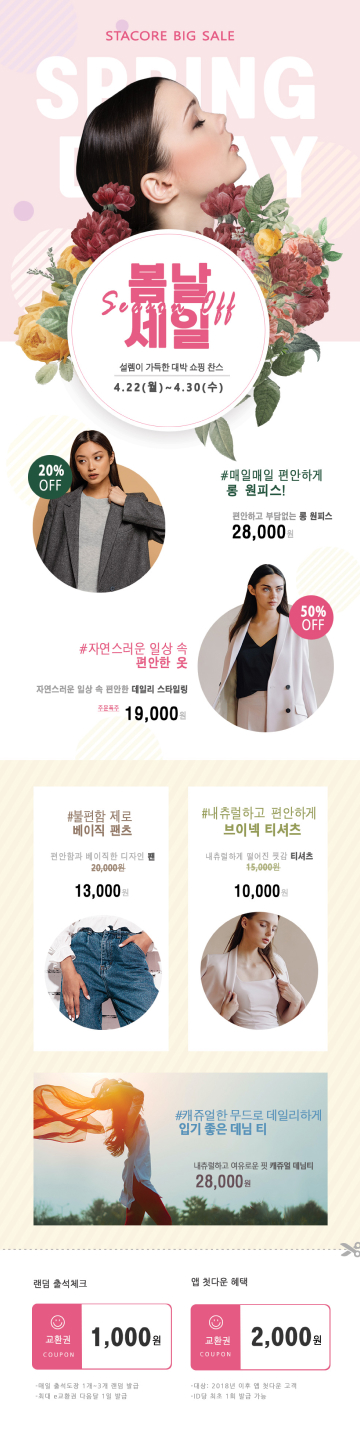 STACORE BIG SALE
SPRING
봄날
Season Off
세일
설렘이 가득한 대박 쇼핑 찬스
4.22(월)~4.30(수)
20%
OFF
#매일매일 편안하게
롱 원피스!
편안하고 부담없는 롱 원피스
28,000원
50%
OFF
#자연스러운 일상 속
편안한 옷
자연스러운 일상 속 편안한 데일리 스타일링
주문폭주 19,000원
#불편함 제로
베이직 팬츠
편안함과 베이직한 디자인 팬
20,000원
13,000원
#내츄럴하고 편안하게
브이넥 티셔츠
내츄럴하게 떨어진 핏감 티셔츠
15,000원
10,000원
#캐쥬얼한 무드로 데일리하게
입기 좋은 데님 티
내츄럴하고 여유로운 핏 캐쥬얼 데님티
28,000원
랜덤 출석체크
교환권
COUPON
1,000원
-매일 출석도장 1개~3개 랜덤 발급
-최대 e교환권 다음달 1일 발급
앱 첫다운 혜택
교환권
COUPON
2,000원
-대상: 2018년 이후 앱 첫다운 고객
-ID당 최초 1회 발급 가능